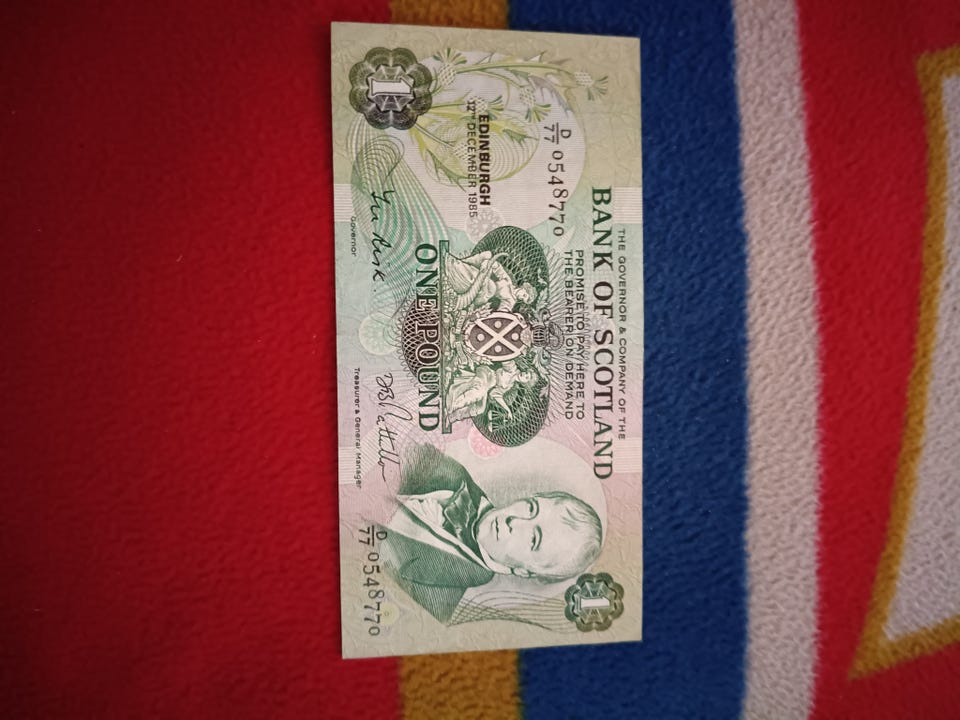 THE GOVERNOR & COMPANY OF THE
BANK OF SCOTLAND
PROMISE TO PAY HERE TO
THE BEARER ON DEMAND
D/77 0548770
EDINBURGH
12TH DECEMBER 1985
ONE POUND
1
1
Governor
Treasurer & General Manager
D/77 0548770